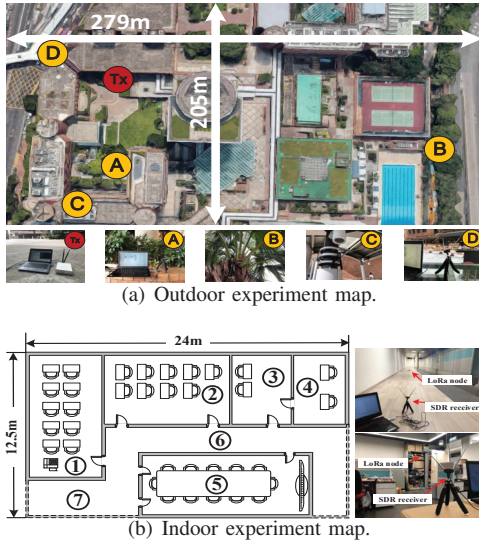 279m
205m
D
Tx
A
B
C
Tx
A
B
C
D
(a) Outdoor experiment map.
24m
12.5m
1
2
3
4
5
6
7
LoRa node
SDR receiver
LoRa node
SDR receiver
(b) Indoor experiment map.